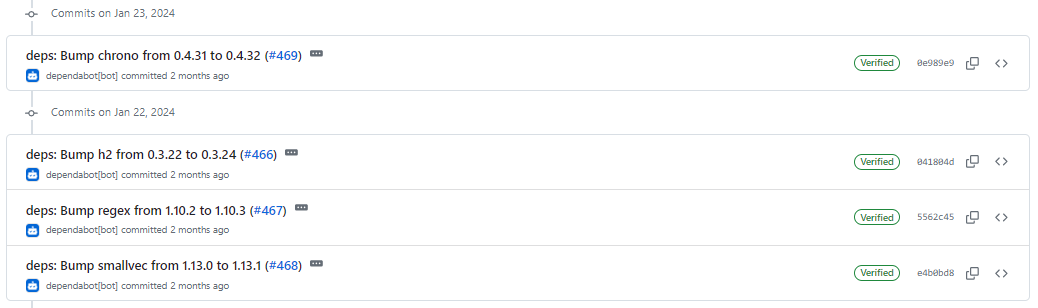 Commits on Jan 23, 2024
deps: Bump chrono from 0.4.31 to 0.4.32 (#469)
dependabot[bot] committed 2 months ago
Verified 0e989e9
Commits on Jan 22, 2024
deps: Bump h2 from 0.3.22 to 0.3.24 (#466)
dependabot[bot] committed 2 months ago
Verified 041804d
deps: Bump regex from 1.10.2 to 1.10.3 (#467)
dependabot[bot] committed 2 months ago
Verified 5562c45
deps: Bump smallvec from 1.13.0 to 1.13.1 (#468)
dependabot[bot] committed 2 months ago
Verified e4b0bd8